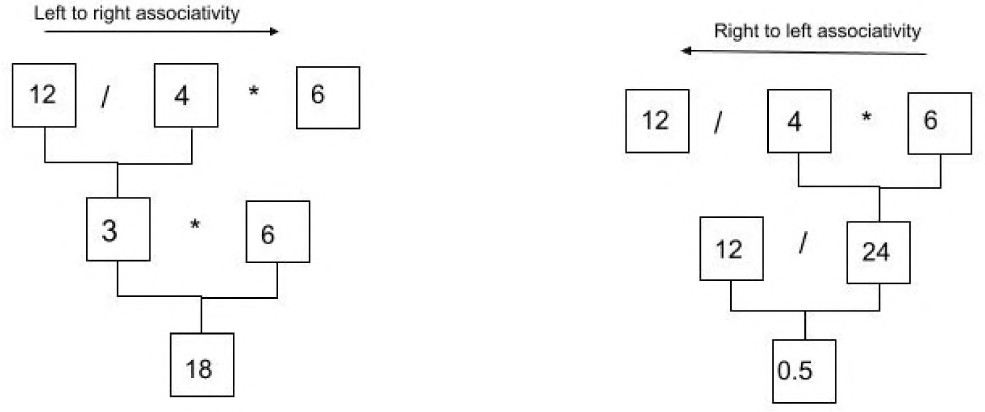 Left to right associativity
12 / 4 * 6
3 * 6
18
Right to left associativity
12 / 4 * 6
12 / 24
0.5